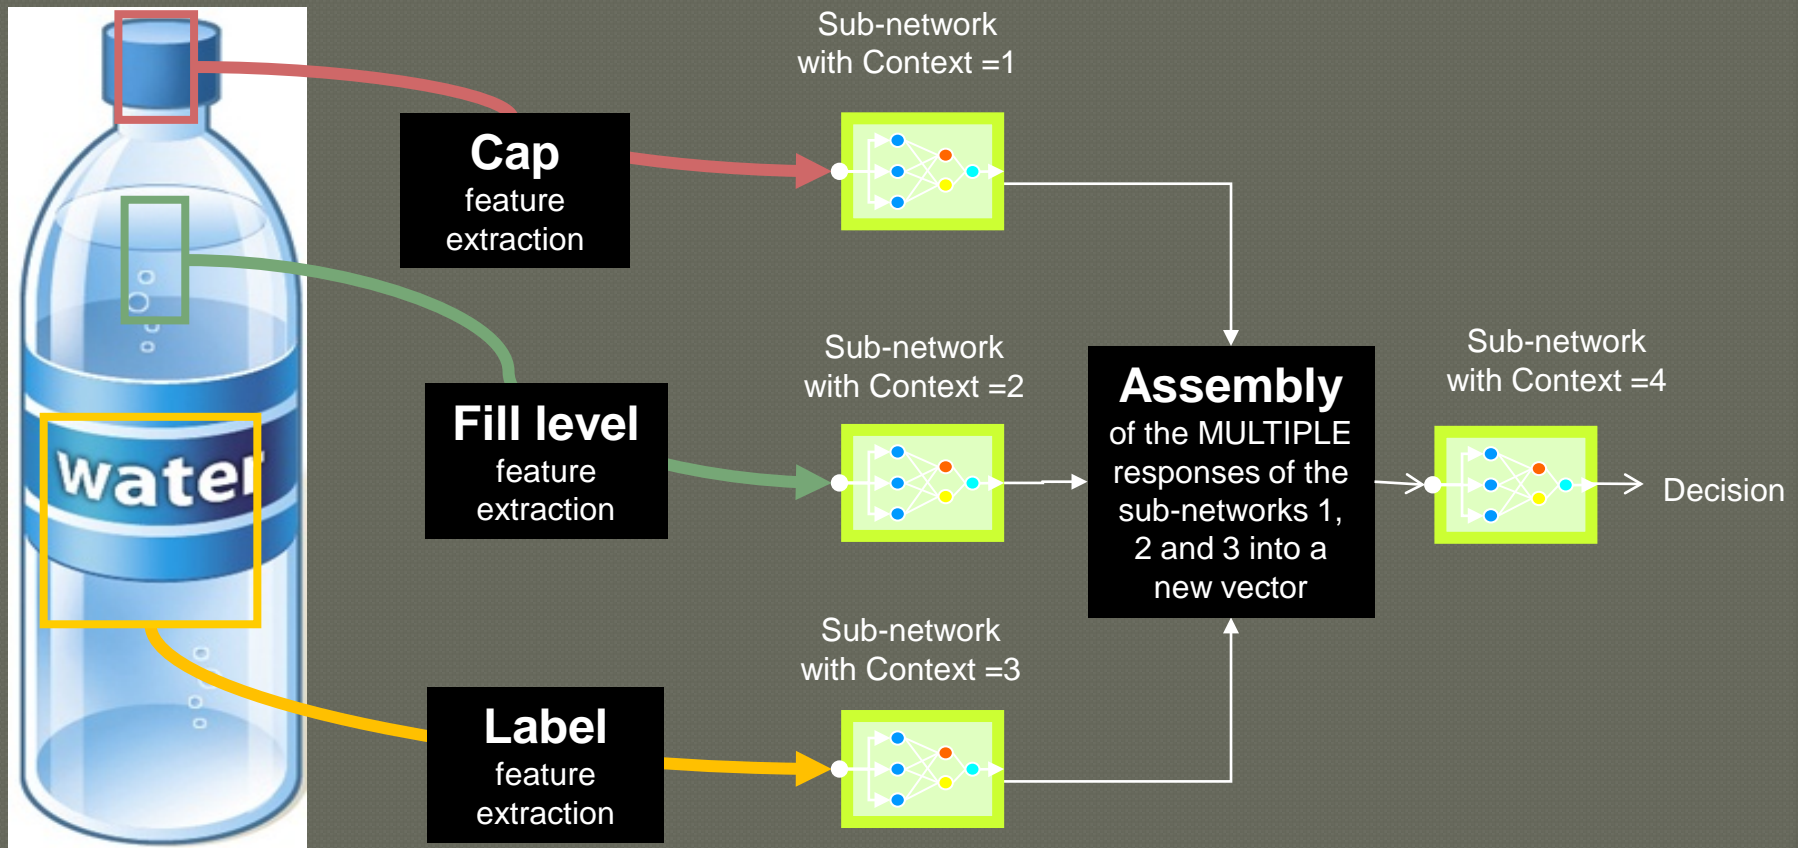 Sub-network
with Context =1
Cap
feature
extraction
Sub-network
with Context =2
Fill level
feature
extraction
water
Assembly
of the MULTIPLE
responses of the
sub-networks 1,
2 and 3 into a
new vector
Sub-network
with Context =4
Decision
Sub-network
with Context =3
Label
feature
extraction